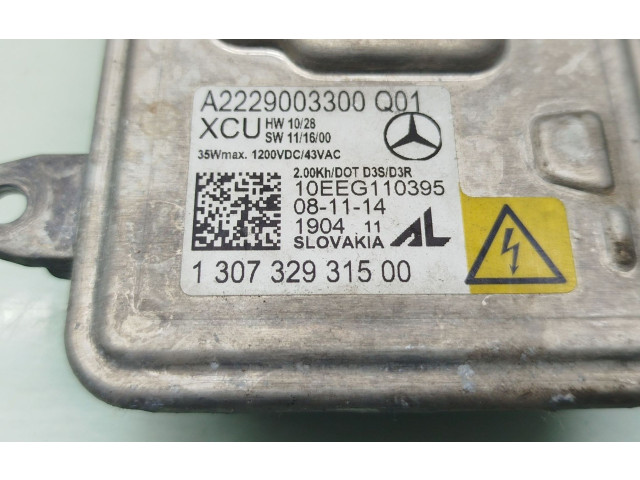 A2229003300 Q01
XCU HW 10/28
SW 11/16/00
35Wmax. 1200VDC/43VAC
2.00Kh/DOT D3S/D3R
10EEG110395
08-11-14
1904 11
SLOVAKIA AL
1 307 329 315 00